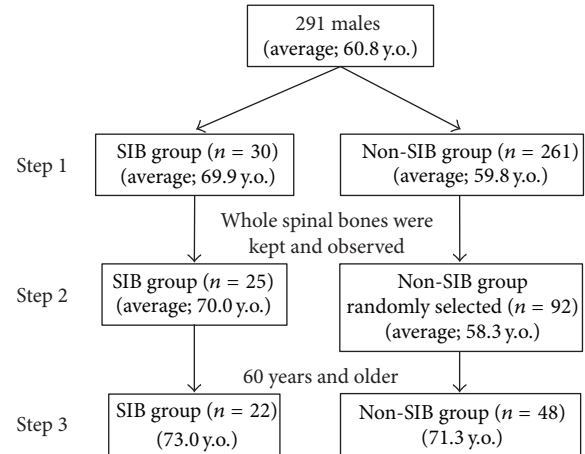 291 males
(average; 60.8 y.o.)
Step 1
SIB group (n = 30)
(average; 69.9 y.o.)
Non-SIB group (n = 261)
(average; 59.8 y.o.)
Whole spinal bones were
kept and observed
Step 2
SIB group (n = 25)
(average; 70.0 y.o.)
Non-SIB group
randomly selected (n = 92)
(average; 58.3 y.o.)
60 years and older
Step 3
SIB group (n = 22)
(73.0 y.o.)
Non-SIB group (n = 48)
(71.3 y.o.)